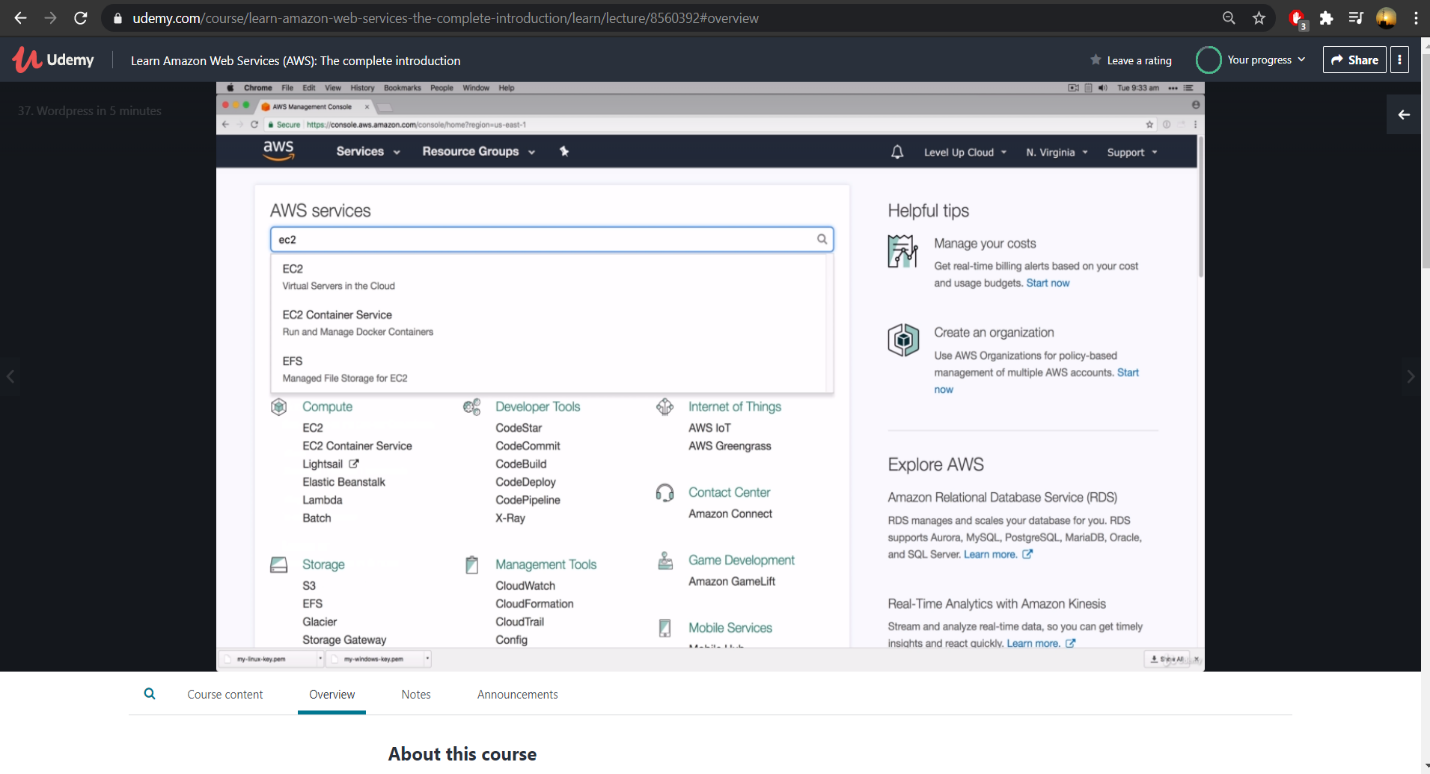 udemy.com/course/learn-amazon-web-services-the-complete-introduction/learn/lecture/8560392#overview
3
Udemy
Learn Amazon Web Services (AWS): The complete introduction
Leave a rating
Your progress
Share
37. Wordpress in 5 minutes
Chrome File Edit View History Bookmarks People Window Help
Tue 9:33 am
AWS Management Console
Secure https://console.aws.amazon.com/console/home?region=us-east-1
aws
Services
Resource Groups
Level Up Cloud
N. Virginia
Support
AWS services
ec2
EC2
Virtual Servers in the Cloud
EC2 Container Service
Run and Manage Docker Containers
EFS
Managed File Storage for EC2
Compute
EC2
EC2 Container Service
Lightsail
Elastic Beanstalk
Lambda
Batch
Developer Tools
CodeStar
CodeCommit
CodeBuild
CodeDeploy
CodePipeline
X-Ray
Internet of Things
AWS IoT
AWS Greengrass
Contact Center
Amazon Connect
Storage
S3
EFS
Glacier
Storage Gateway
Management Tools
CloudWatch
CloudFormation
CloudTrail
Config
Game Development
Amazon GameLift
Mobile Services
Helpful tips
Manage your costs
Get real-time billing alerts based on your cost
and usage budgets. Start now
Create an organization
Use AWS Organizations for policy-based
management of multiple AWS accounts. Start
now
Explore AWS
Amazon Relational Database Service (RDS)
RDS manages and scales your database for you. RDS
supports Aurora, MySQL, PostgreSQL, MariaDB, Oracle,
and SQL Server. Learn more.
Real-Time Analytics with Amazon Kinesis
Stream and analyze real-time data, so you can get timely
insights and react quickly. Learn more.
my-linux-key.pem
my-windows-key.pem
Course content
Overview
Notes
Announcements
About this course